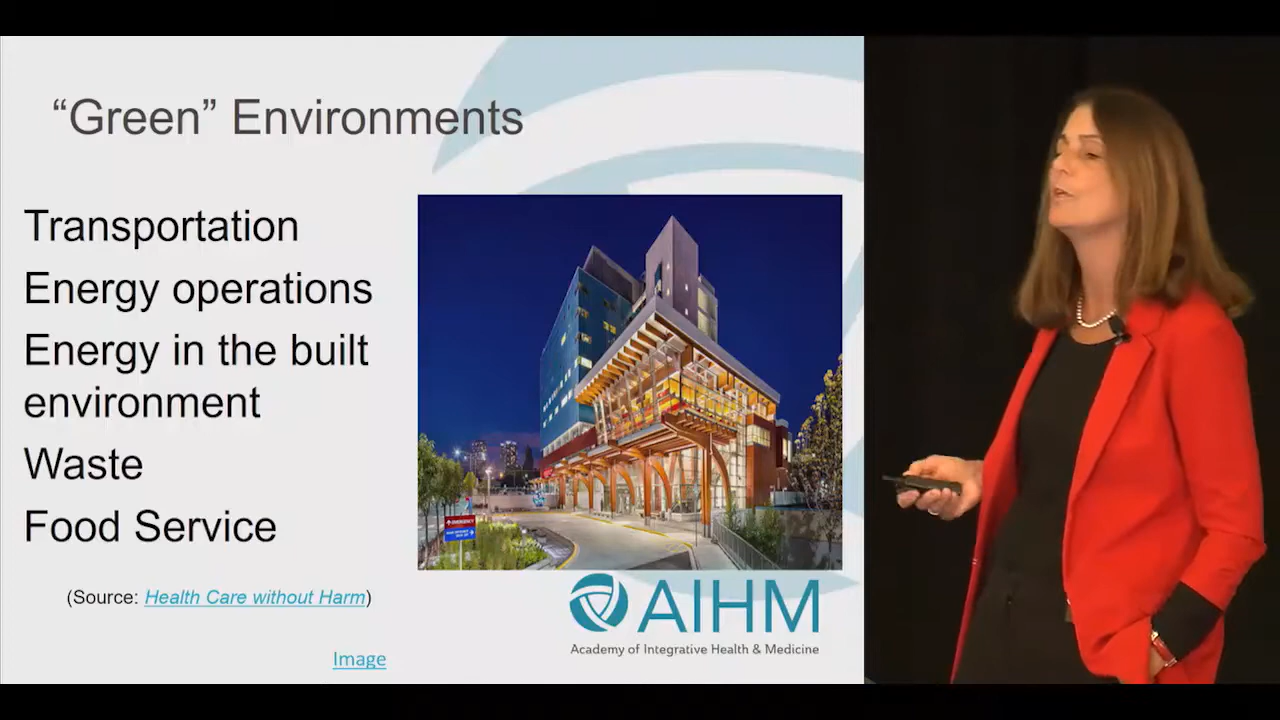 “Green” Environments
Transportation
Energy operations
Energy in the built
environment
Waste
Food Service
(Source: Health Care without Harm)
Image
EMERGENCY
AIHM
Academy of Integrative Health & Medicine